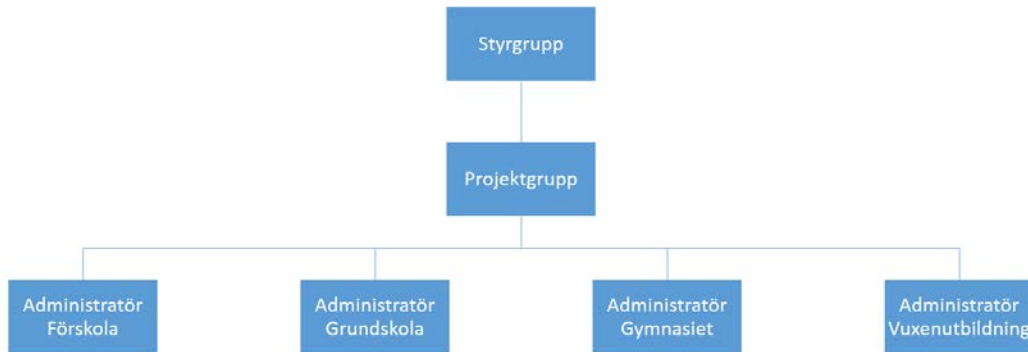 Styrgrupp
Projektgrupp
Administratör
Förskola
Administratör
Grundskola
Administratör
Gymnasiet
Administratör
Vuxenutbildning